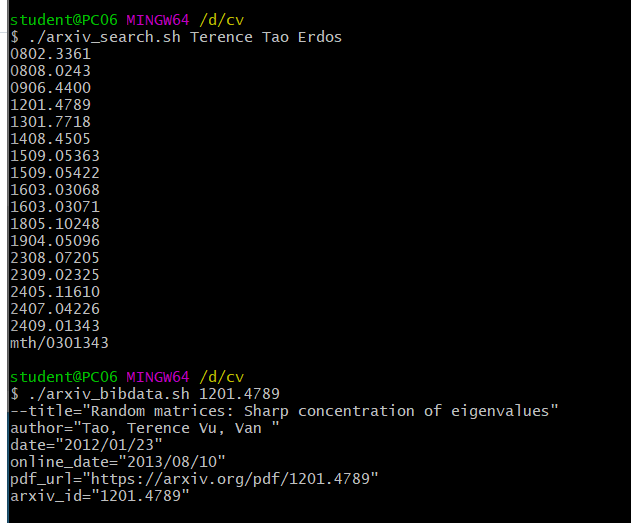 student@PC06 MINGW64 /d/cv
$ ./arxiv_search.sh Terence Tao Erdos
0802.3361
0808.0243
0906.4400
1201.4789
1301.7718
1408.4505
1509.05363
1509.05422
1603.03068
1603.03071
1805.10248
1904.05096
2308.07205
2309.02325
2405.11610
2407.04226
2409.01343
mth/0301343
student@PC06 MINGW64 /d/cv
$ ./arxiv_bibdata.sh 1201.4789
--title="Random matrices: Sharp concentration of eigenvalues"
author="Tao, Terence Vu, Van "
date="2012/01/23"
online_date="2013/08/10"
pdf_url="https://arxiv.org/pdf/1201.4789"
arxiv_id="1201.4789"